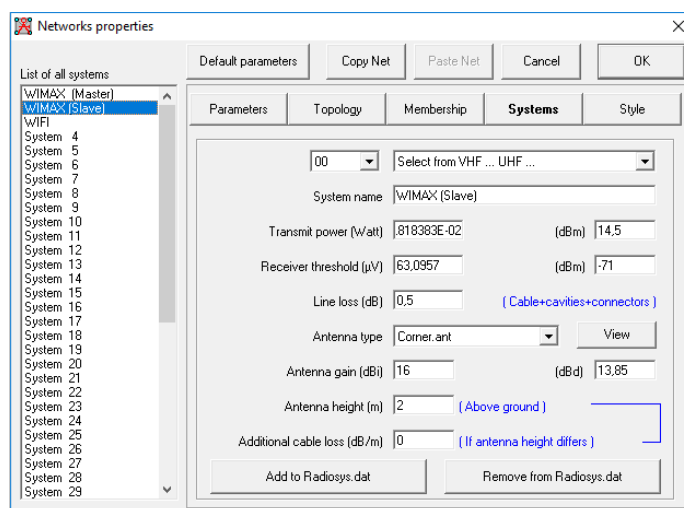 Networks properties
Default parameters
Copy Net
Paste Net
Cancel
OK
List of all systems
WIMAX (Master)
WIMAX (Slave)
WIFI
System 4
System 5
System 6
System 7
System 8
System 9
System 10
System 11
System 12
System 13
System 14
System 15
System 16
System 17
System 18
System 19
System 20
System 21
System 22
System 23
System 24
System 25
System 26
System 27
System 28
System 29
Parameters
Topology
Membership
Systems
Style
00
Select from VHF ... UHF ...
System name WIMAX (Slave)
Transmit power (Watt) .818383E-02 (dBm) 14,5
Receiver threshold (µV) 63,0957 (dBm) -71
Line loss (dB) 0,5 ( Cable+cavities+connectors )
Antenna type Corner.ant View
Antenna gain (dBi) 16 (dBd) 13,85
Antenna height (m) 2 ( Above ground )
Additional cable loss (dB/m) 0 ( If antenna height differs )
Add to Radiosys.dat
Remove from Radiosys.dat